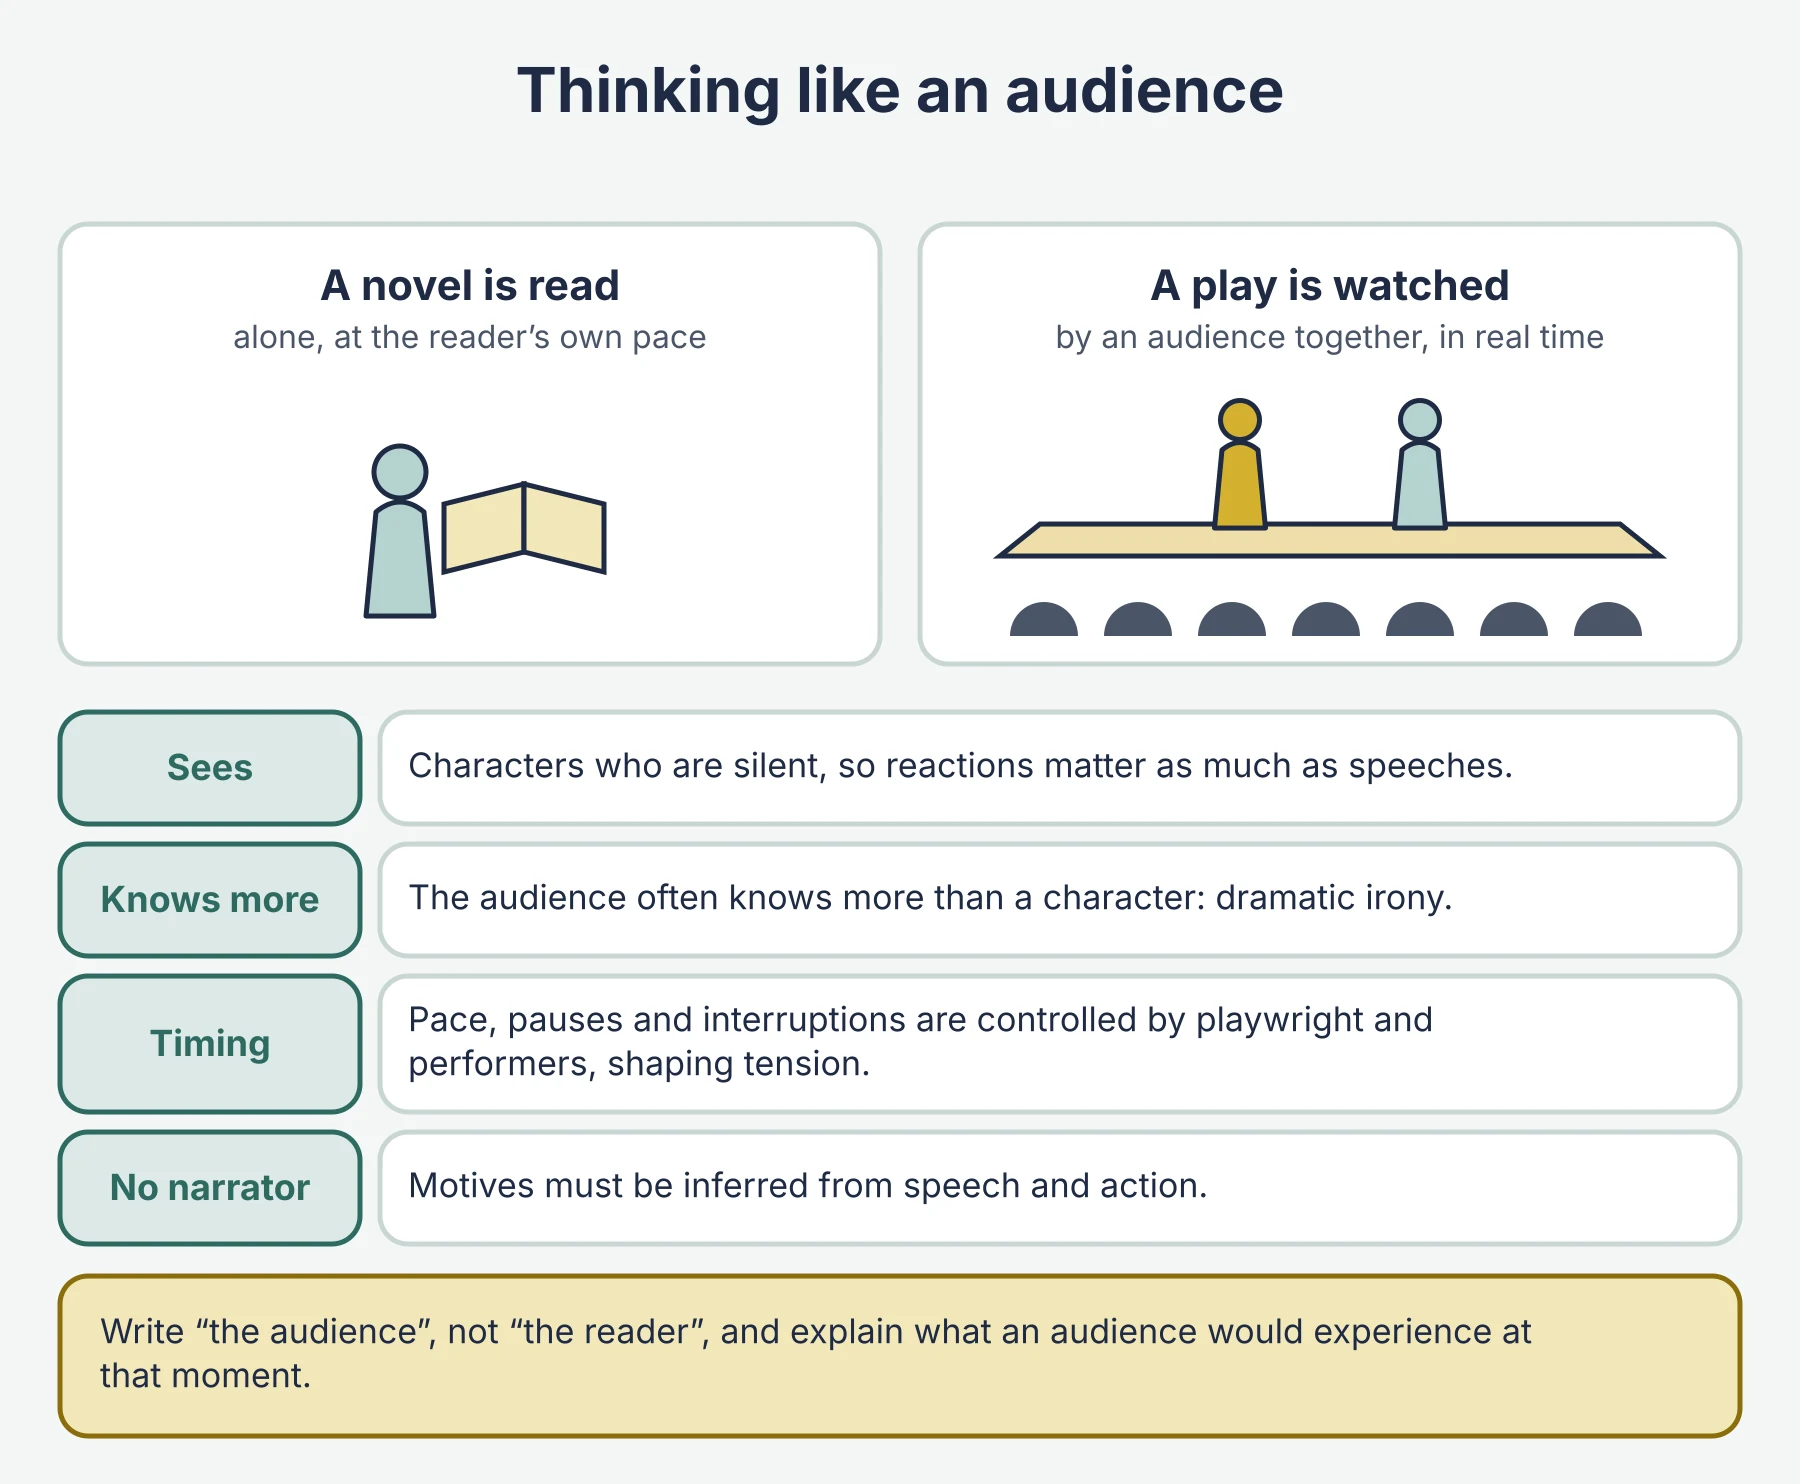 Thinking like an audience
A novel is read
alone, at the reader’s own pace
A play is watched
by an audience together, in real time
Sees
Characters who are silent, so reactions matter as much as speeches.
Knows more
The audience often knows more than a character: dramatic irony.
Timing
Pace, pauses and interruptions are controlled by playwright and
performers, shaping tension.
No narrator
Motives must be inferred from speech and action.
Write “the audience”, not “the reader”, and explain what an audience would experience at
that moment.